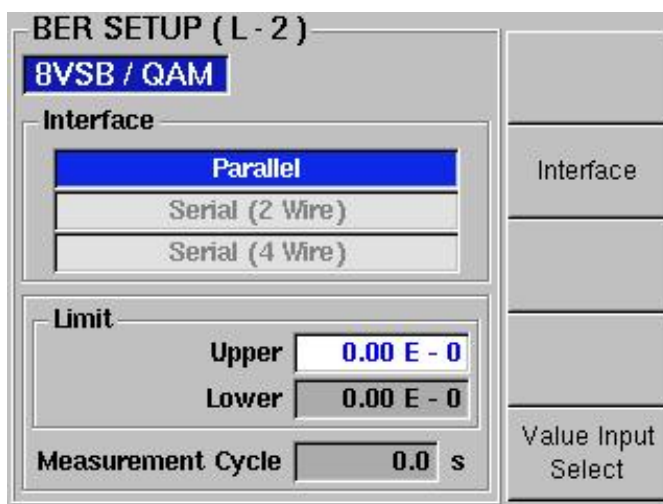 BER SETUP ( L - 2 )
8VSB / QAM
Interface
Parallel
Serial (2 Wire)
Serial (4 Wire)
Limit
Upper 0.00 E - 0
Lower 0.00 E - 0
Measurement Cycle 0.0 s
Interface
Value Input
Select